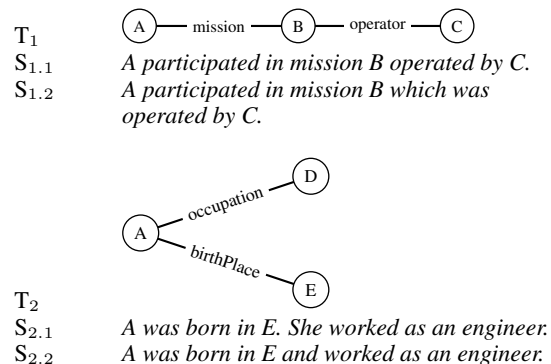 A mission B operator C
T₁
S₁.₁ A participated in mission B operated by C.
S₁.₂ A participated in mission B which was
operated by C.
D
occupation
A
birthPlace
E
T₂
S₂.₁ A was born in E. She worked as an engineer.
S₂.₂ A was born in E and worked as an engineer.